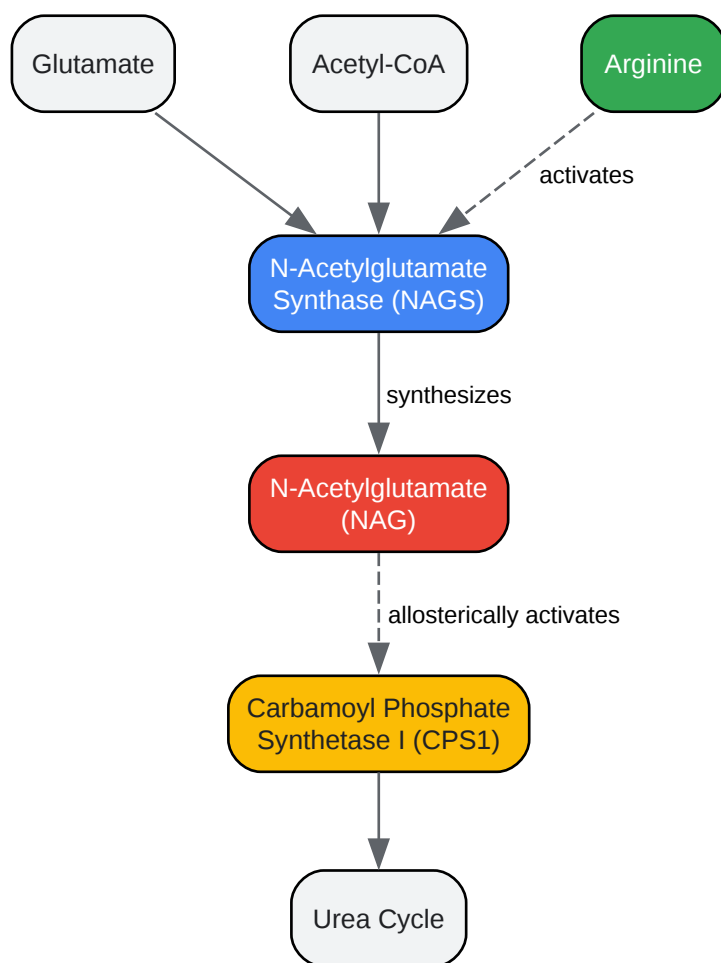 Glutamate
Acetyl-CoA
Arginine
activates
N-Acetylglutamate
Synthase (NAGS)
synthesizes
N-Acetylglutamate
(NAG)
allosterically activates
Carbamoyl Phosphate
Synthetase I (CPS1)
Urea Cycle